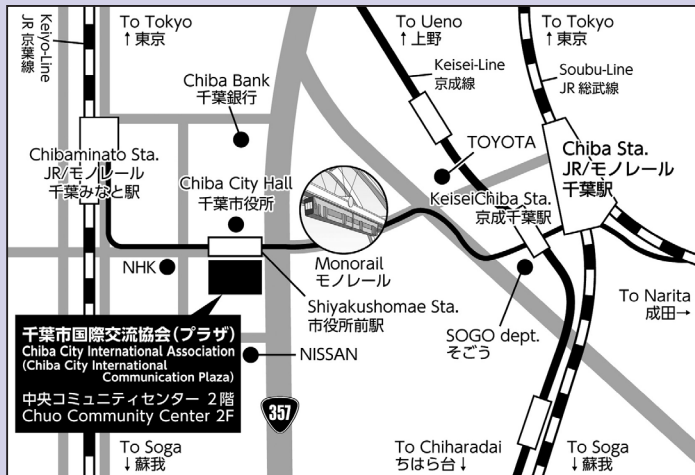 To Tokyo
↑東京
Keiyo-Line
JR 京葉線
To Ueno
↑上野
To Tokyo
↑東京
Keisei-Line
京成線
Soubu-Line
JR 総武線
Chiba Bank
千葉銀行
TOYOTA
Chiba Sta.
JR/モノレール
千葉駅
Chibaminato Sta.
JR/モノレール
千葉みなと駅
Chiba City Hall
千葉市役所
KeiseiChiba Sta.
京成千葉駅
NHK
Monorail
モノレール
Shiyakushomae Sta.
市役所前駅
To Narita
成田→
SOGO dept.
そごう
千葉市国際交流協会(プラザ)
Chiba City International Association
(Chiba City International
Communication Plaza)
中央コミュニティセンター 2階
Chuo Community Center 2F
NISSAN
357
To Soga
↓蘇我
To Chiharadai
ちはら台↓
To Soga
↓蘇我